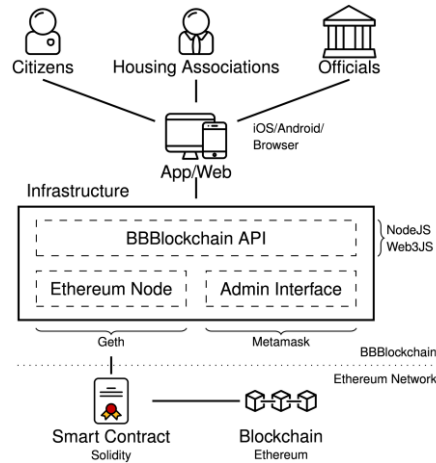 Citizens
Housing Associations
Officials
iOS/Android/
Browser
App/Web
Infrastructure
BBBlockchain API
NodeJS
Web3JS
Ethereum Node
Admin Interface
Geth
Metamask
BBBlockchain
Ethereum Network
Smart Contract
Solidity
Blockchain
Ethereum